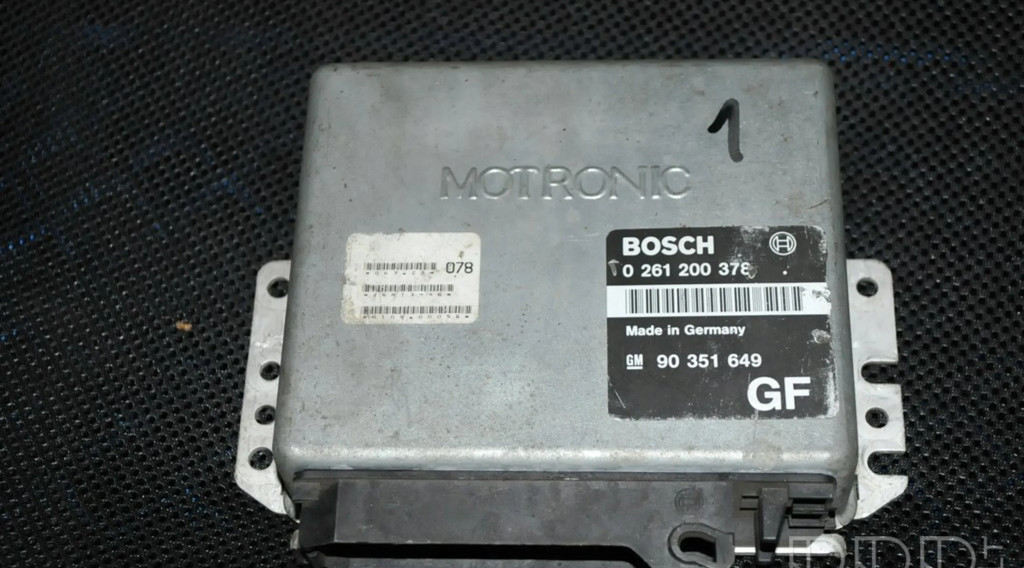 1
MOTRONIC
BOSCH
0 261 200 378
078
Made in Germany
GM 90 351 649
GF